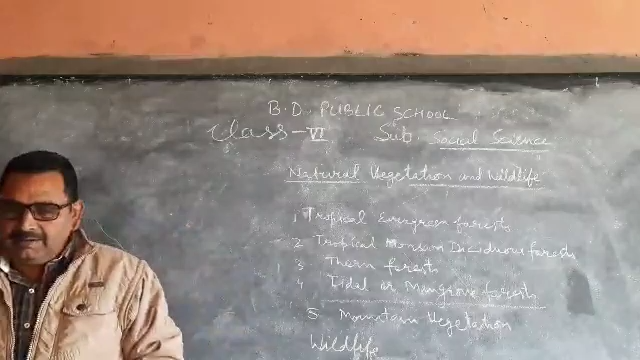 B.D. PUBLIC SCHOOL
Class-VI Sub. Social Science
Natural Vegetation and Wildlife
1 Tropical Evergreen forests
2 Tropical Monsoon Deciduous forests
3 Thorn forests
4 Tidal or Mangrove forests
5 Mountain Vegetation
Wildlife